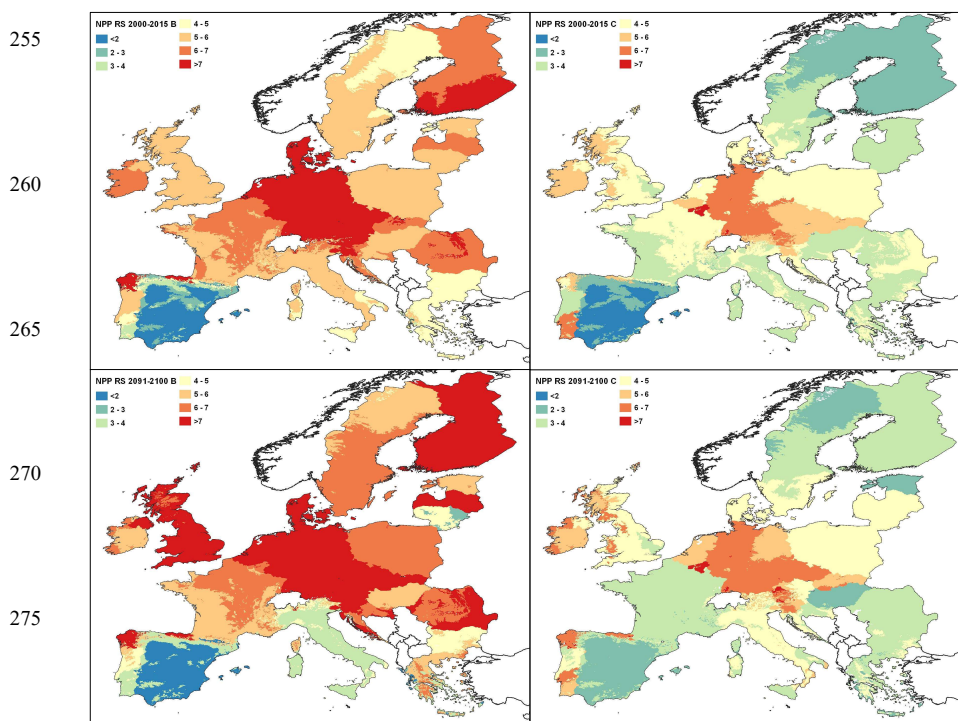 255
260
265
270
275
NPP RS 2000-2015 B
<2
2 - 3
3 - 4
4 - 5
5 - 6
6 - 7
>7
NPP RS 2000-2015 C
<2
2 - 3
3 - 4
4 - 5
5 - 6
6 - 7
>7
NPP RS 2091-2100 B
<2
2 - 3
3 - 4
4 - 5
5 - 6
6 - 7
>7
NPP RS 2091-2100 C
<2
2 - 3
3 - 4
4 - 5
5 - 6
6 - 7
>7